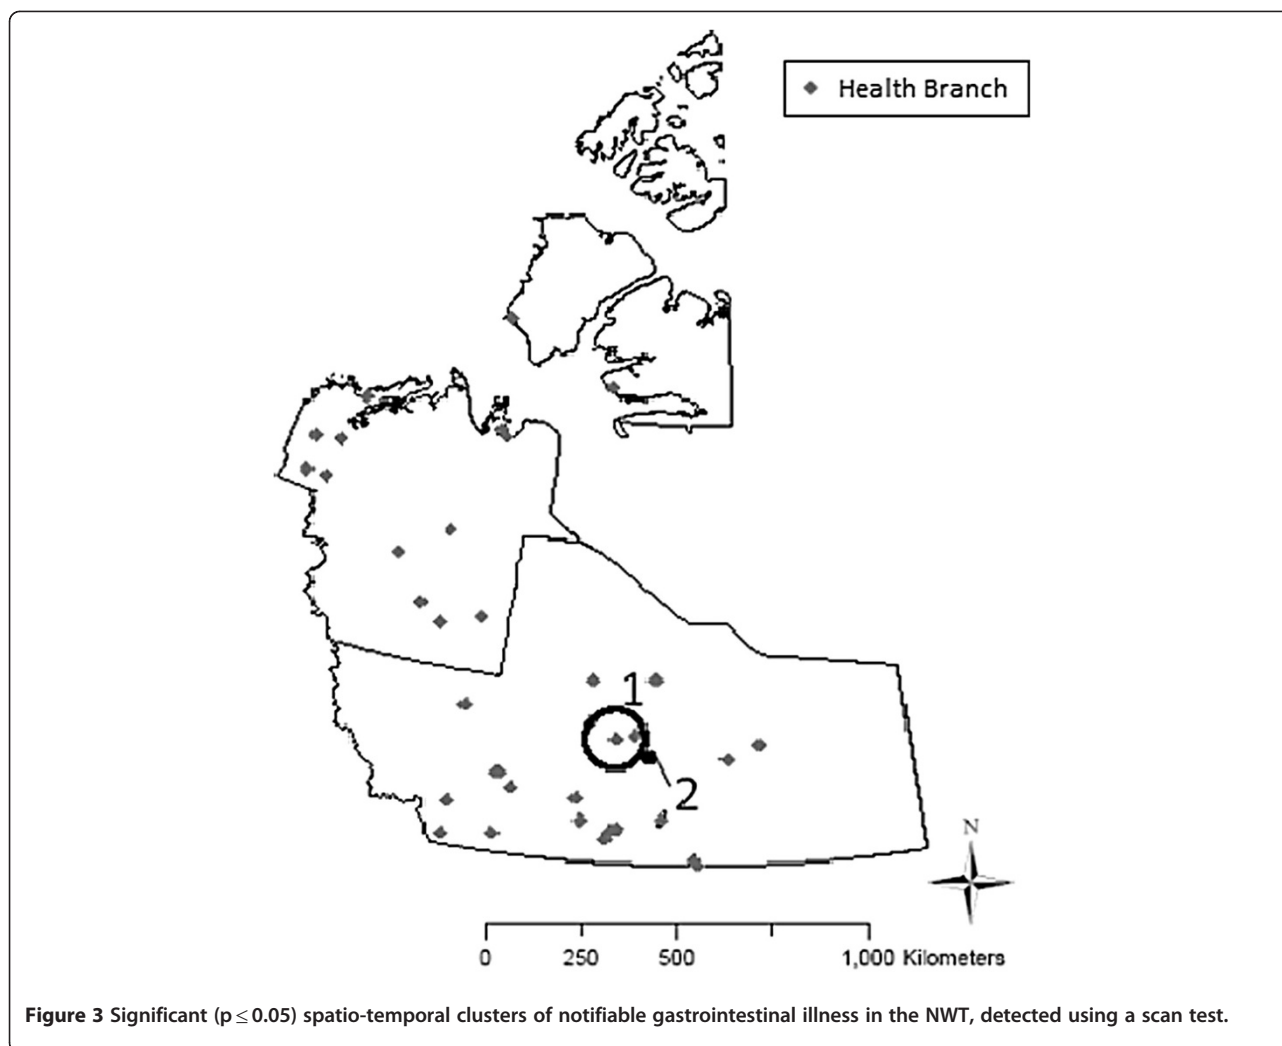 Health Branch
1
2
N
0 250 500 1,000 Kilometers
Figure 3 Significant (p ≤ 0.05) spatio-temporal clusters of notifiable gastrointestinal illness in the NWT, detected using a scan test.